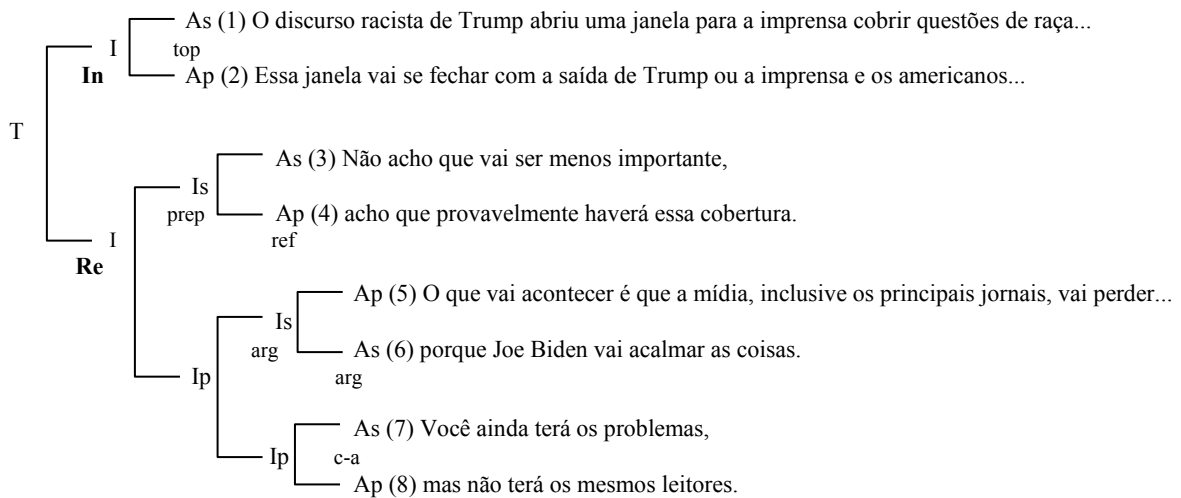 As (1) O discurso racista de Trump abriu uma janela para a imprensa cobrir questões de raça...
I
top
In
Ap (2) Essa janela vai se fechar com a saída de Trump ou a imprensa e os americanos...
T
As (3) Não acho que vai ser menos importante,
Is
prep
Ap (4) acho que provavelmente haverá essa cobertura.
ref
I
Re
Ap (5) O que vai acontecer é que a mídia, inclusive os principais jornais, vai perder...
Is
arg
As (6) porque Joe Biden vai acalmar as coisas.
arg
Ip
As (7) Você ainda terá os problemas,
Ip
c-a
Ap (8) mas não terá os mesmos leitores.